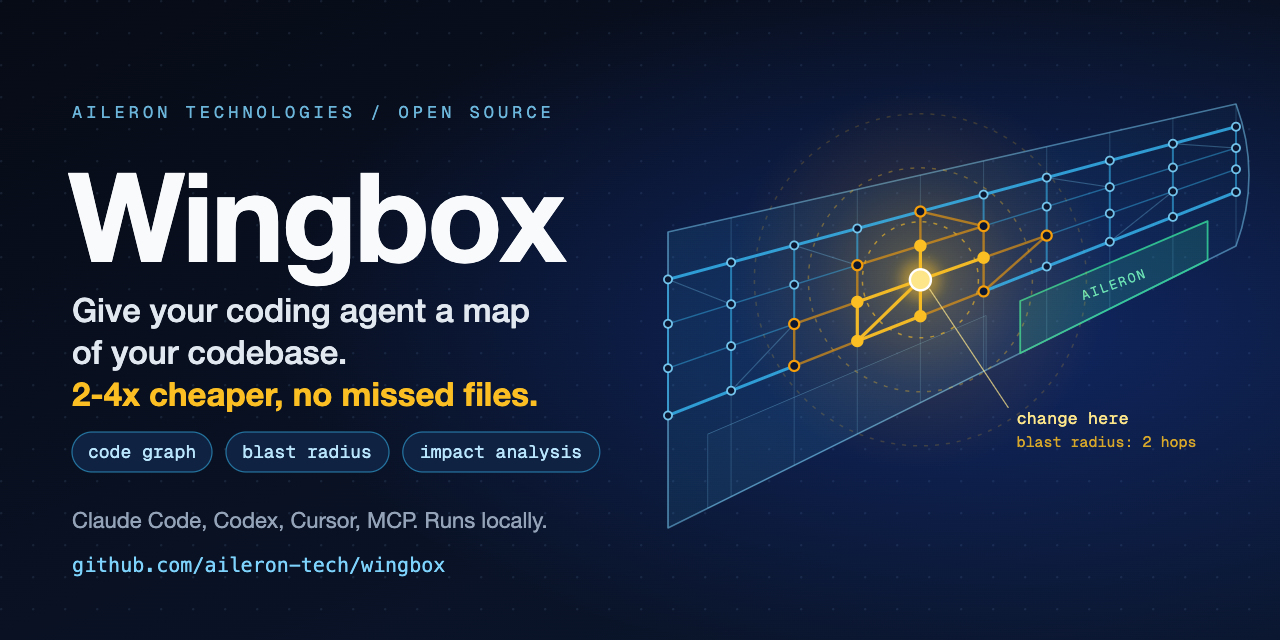 AILERON TECHNOLOGIES / OPEN SOURCE
Wingbox
Give your coding agent a map
of your codebase.
2-4x cheaper, no missed files.
code graph
blast radius
impact analysis
Claude Code, Codex, Cursor, MCP. Runs locally.
github.com/aileron-tech/wingbox
AILERON
change here
blast radius: 2 hops